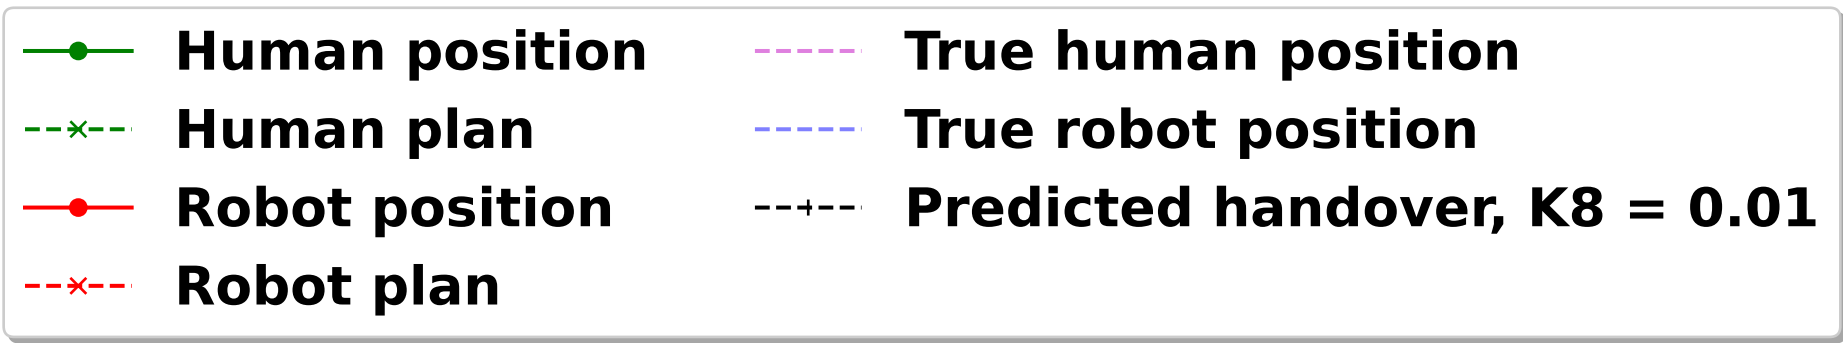 Human position
Human plan
Robot position
Robot plan
True human position
True robot position
Predicted handover, K8 = 0.01